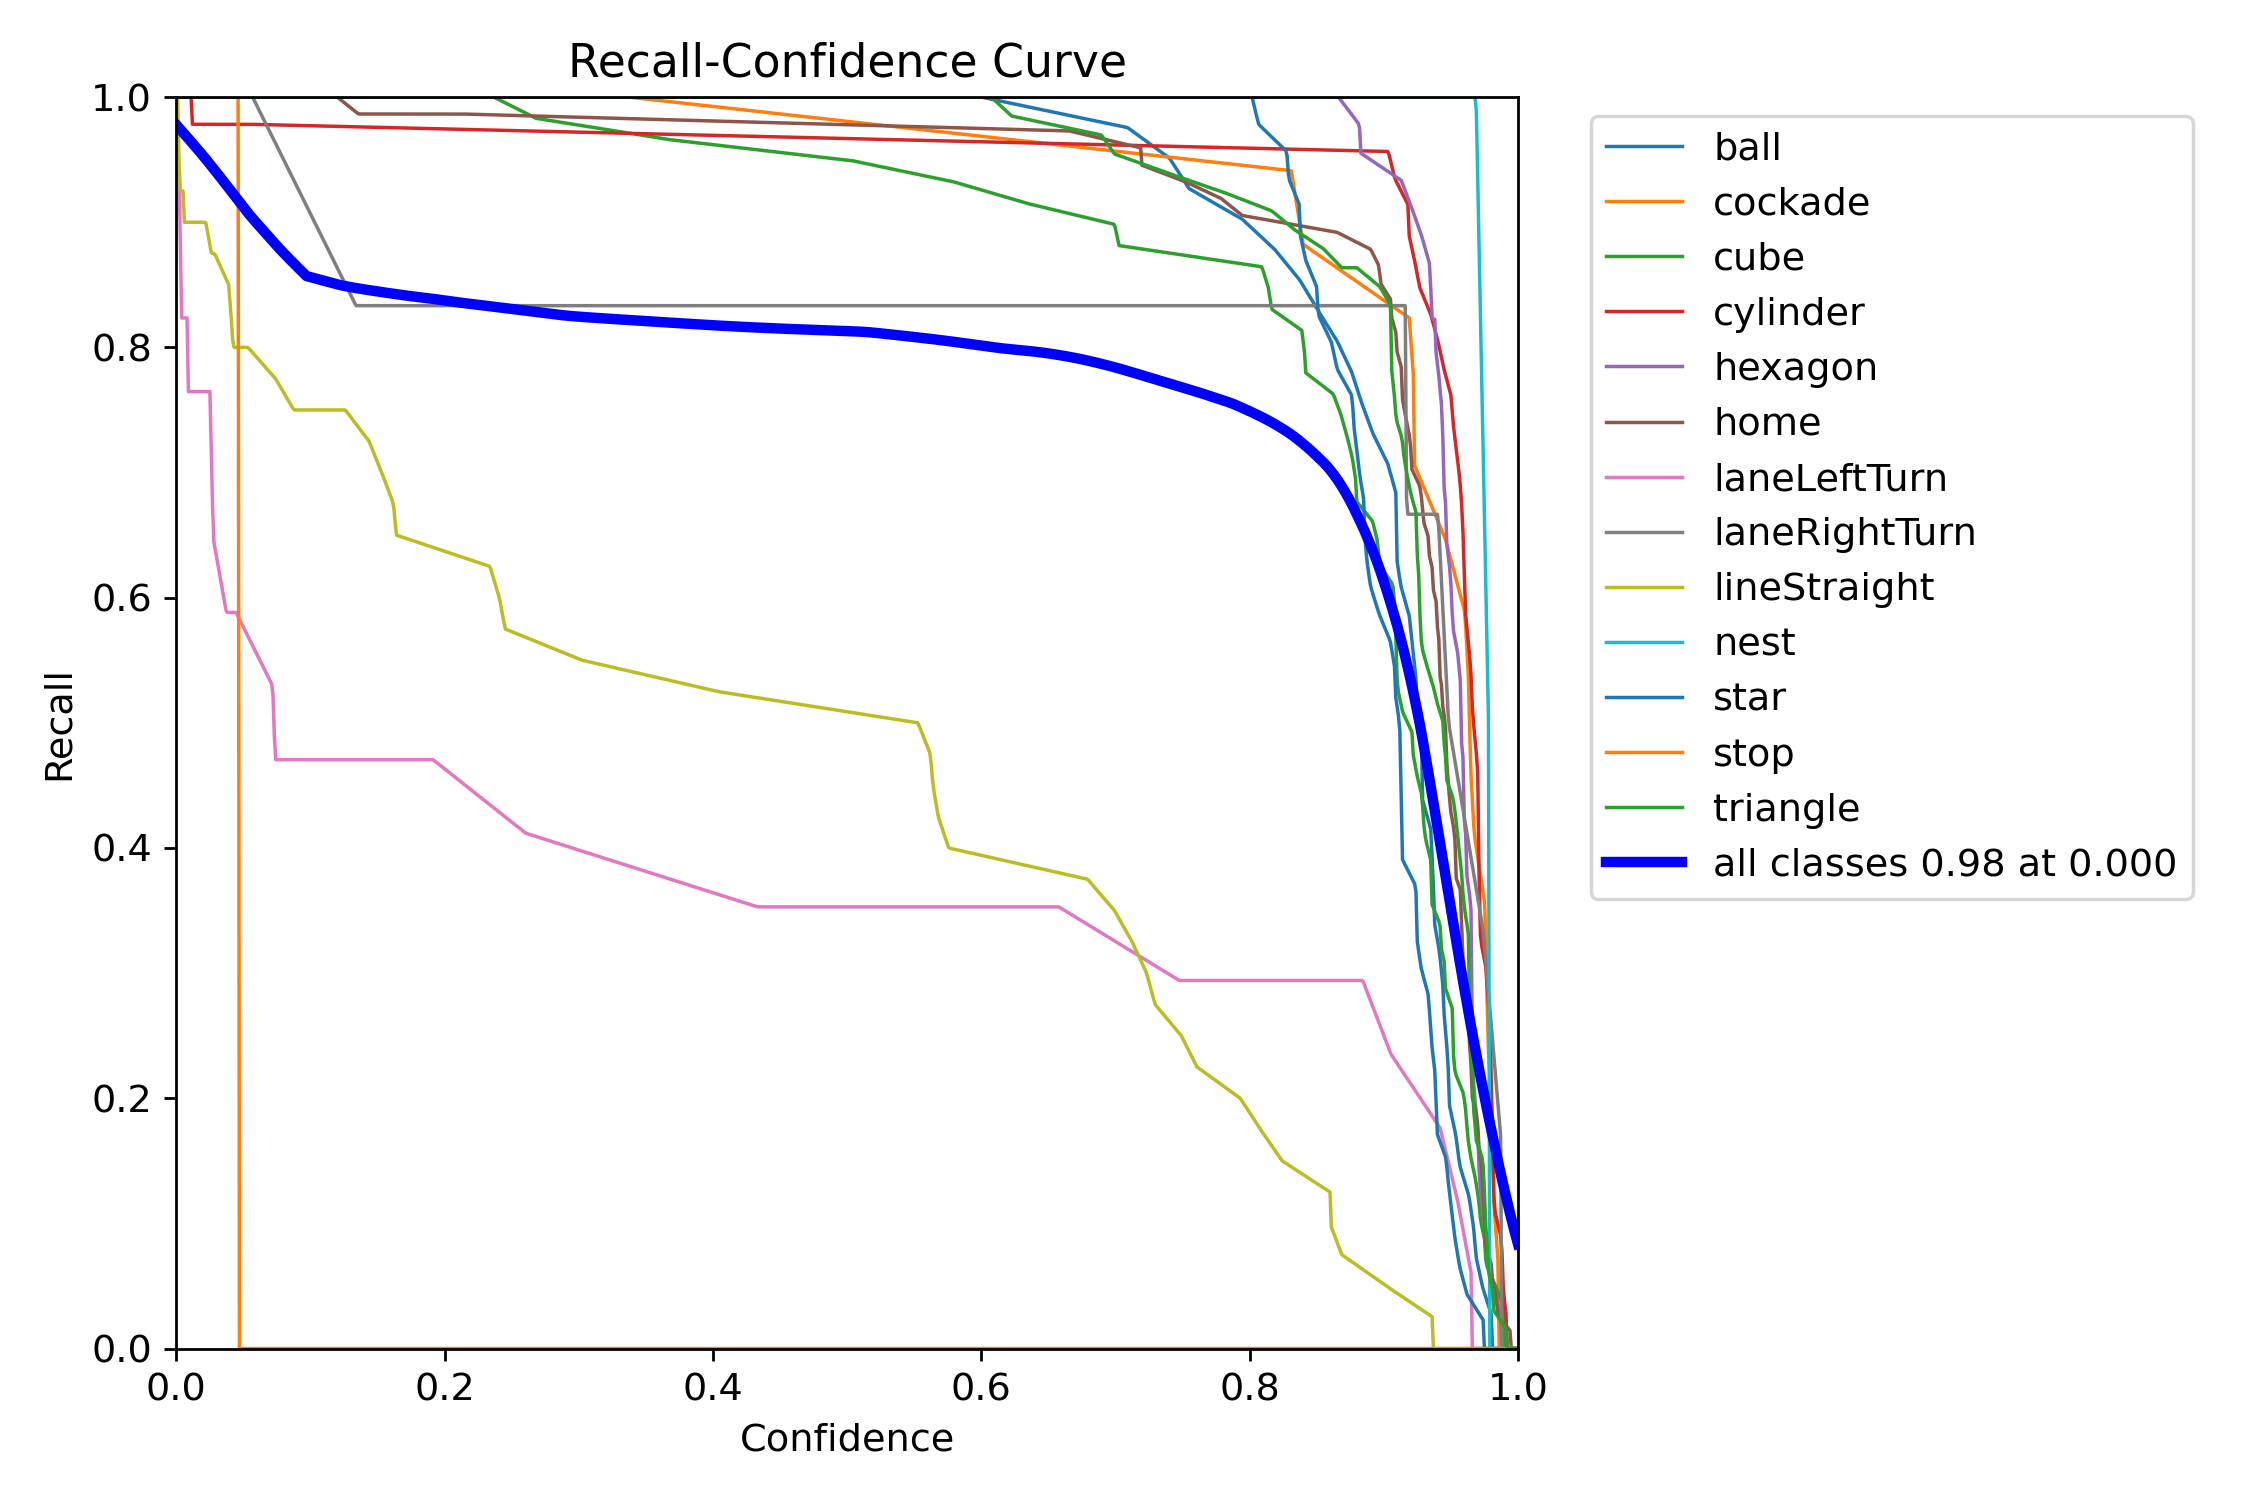 Recall-Confidence Curve
1.0
0.8
0.6
0.4
0.2
0.0
Recall
0.0 0.2 0.4 0.6 0.8 1.0
Confidence
ball
cockade
cube
cylinder
hexagon
home
laneLeftTurn
laneRightTurn
lineStraight
nest
star
stop
triangle
all classes 0.98 at 0.000